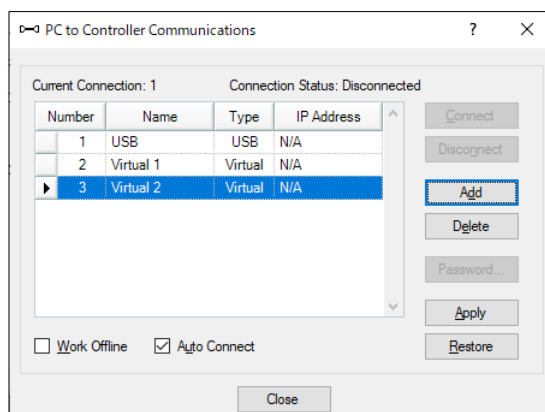 PC to Controller Communications ? ×
Current Connection: 1 Connection Status: Disconnected
Number Name Type IP Address
1 USB USB N/A
2 Virtual 1 Virtual N/A
3 Virtual 2 Virtual N/A
Connect
Disconnect
Add
Delete
Password...
Apply
Restore
Work Offline Auto Connect
Close